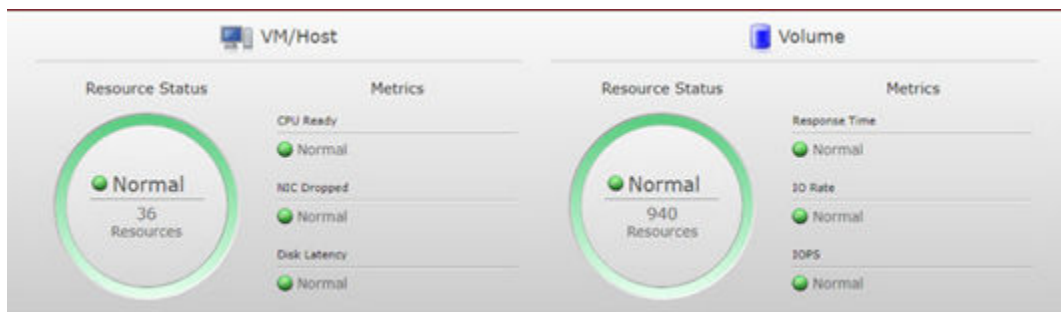 VM/Host
Resource Status
Metrics
Normal
36
Resources
CPU Ready
Normal
NIC Dropped
Normal
Disk Latency
Normal
Volume
Resource Status
Metrics
Normal
940
Resources
Response Time
Normal
IO Rate
Normal
IOPS
Normal